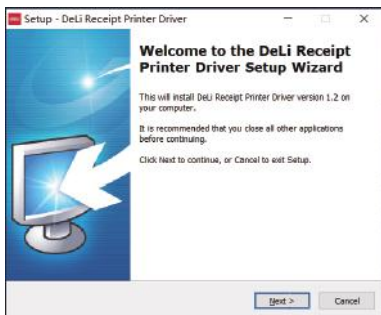 Setup - DeLi Receipt Printer Driver
Welcome to the DeLi Receipt
Printer Driver Setup Wizard
This will install DeLi Receipt Printer Driver version 1.2 on
your computer.
It is recommended that you close all other applications
before continuing.
Click Next to continue, or Cancel to exit Setup.
Next >
Cancel